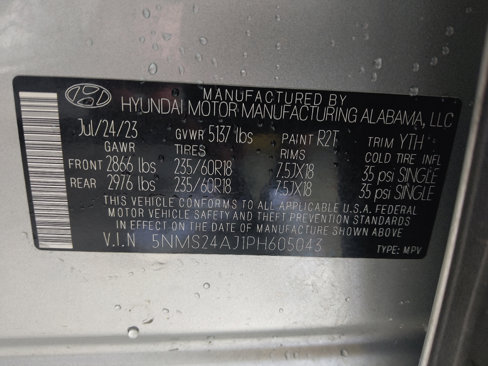 MANUFACTURED BY
HYUNDAI MOTOR MANUFACTURING ALABAMA, LLC
Jul/24/23 GVWR 5137 lbs PAINT R2T TRIM YTH
GAWR TIRES RIMS COLD TIRE INFL
FRONT 2866 lbs 235/60R18 7.5JX18 35 psi SINGLE
REAR 2976 lbs 235/60R18 7.5JX18 35 psi SINGLE
THIS VEHICLE CONFORMS TO ALL APPLICABLE U.S.A. FEDERAL
MOTOR VEHICLE SAFETY AND THEFT PREVENTION STANDARDS
IN EFFECT ON THE DATE OF MANUFACTURE SHOWN ABOVE
V.I.N 5NMS24AJ1PH605043 TYPE: MPV